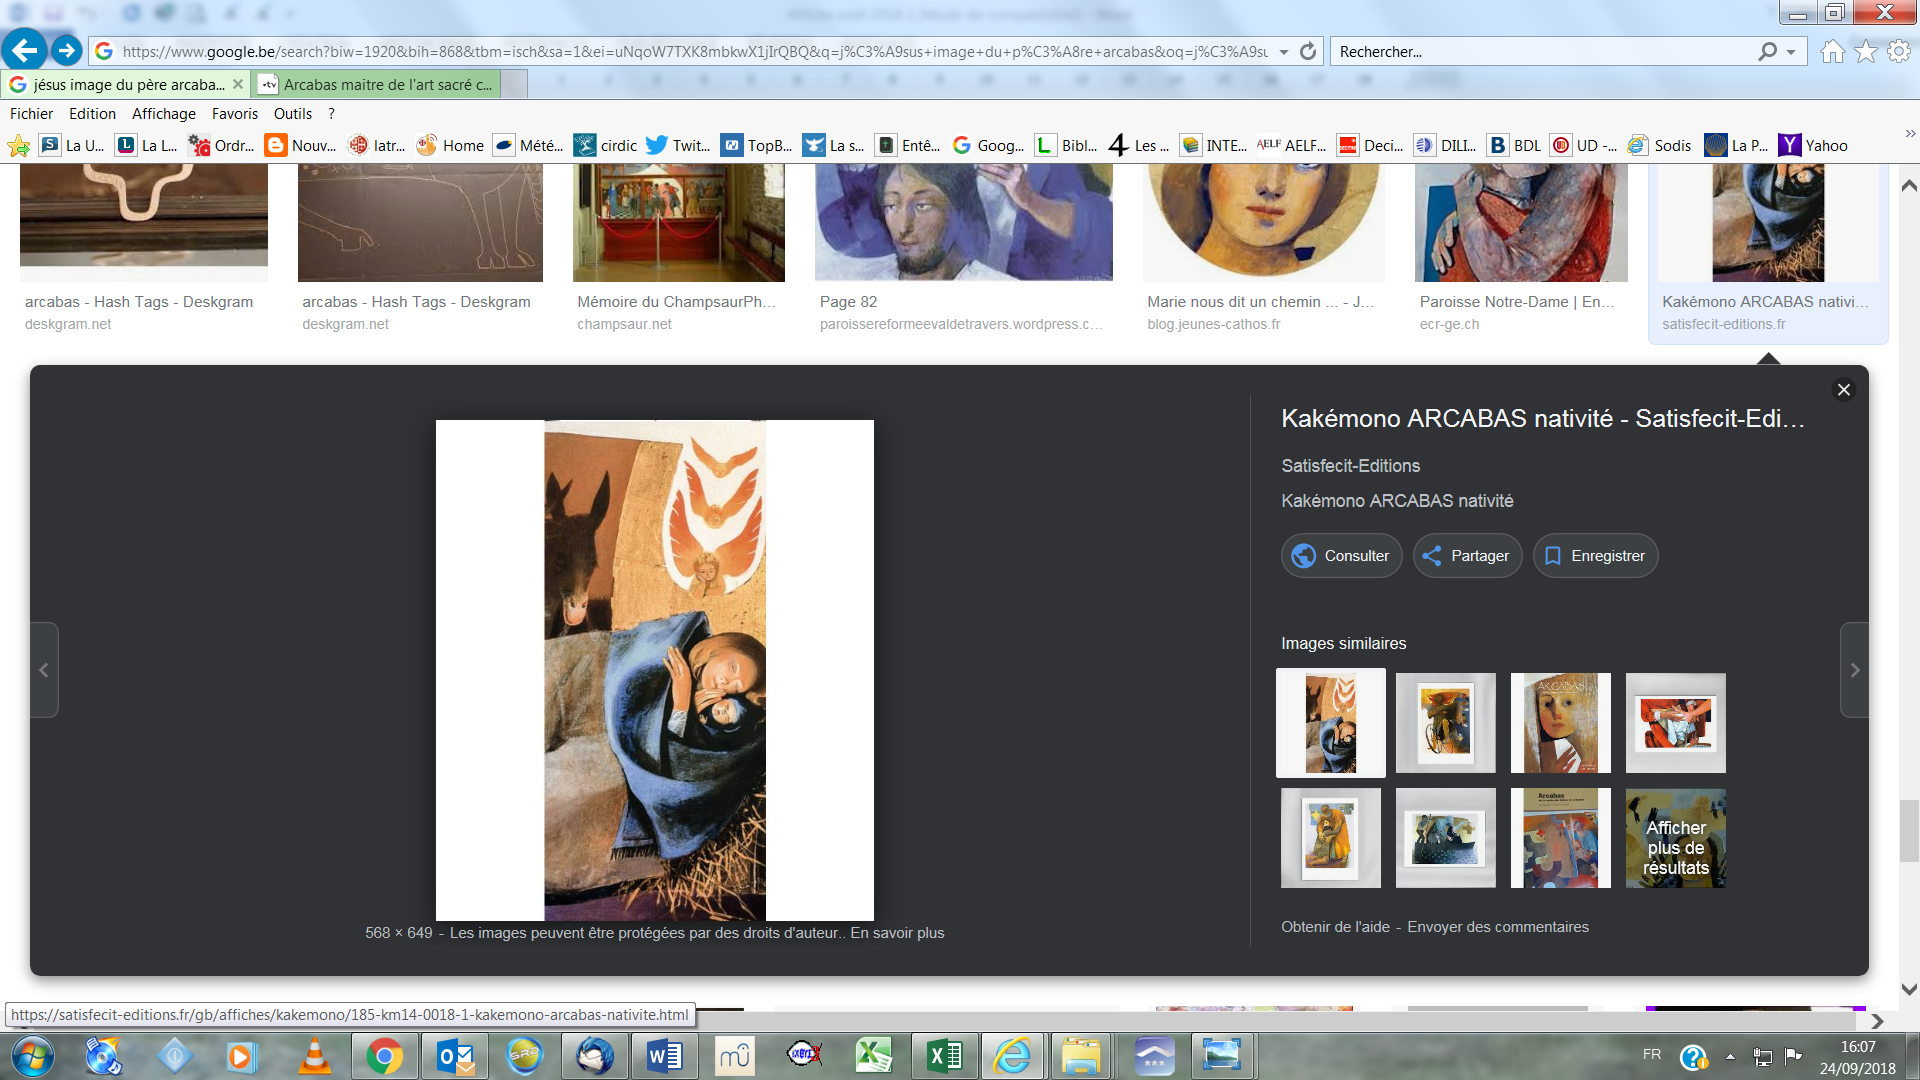 https://www.google.be/search?biw=1920&bih=868&tbm=isch&sa=1&ei=uNqoW7TXK8mbkwX1jIrQBQ&q=j%C3%A9sus+image+du+p%C3%A8re+arcabas&oq=j%C3%A9su
Rechercher...
jésus image du père arcaba...
Arcabas maitre de l'art sacré c...
Fichier Edition Affichage Favoris Outils ?
La U... La L... Ordr... Nouv... Iatr... Home Mété... cirdic Twit... TopB... La s... Entê... Goog... Bibl... Les ... INTE... AELF... Deci... DILI... BDL UD -... Sodis La P... Yahoo
arcabas - Hash Tags - Deskgram
deskgram.net
arcabas - Hash Tags - Deskgram
deskgram.net
Mémoire du ChampsaurPh...
champsaur.net
Page 82
paroissereformeevaldetravers.wordpress.c...
Marie nous dit un chemin ... - J...
blog.jeunes-cathos.fr
Paroisse Notre-Dame | En...
ecr-ge.ch
Kakémono ARCABAS nativi...
satisfecit-editions.fr
Kakémono ARCABAS nativité - Satisfecit-Edi...
Satisfecit-Editions
Kakémono ARCABAS nativité
Consulter
Partager
Enregistrer
Images similaires
ARCABAS
Arcabas
Afficher
plus de
résultats
568 × 649 - Les images peuvent être protégées par des droits d'auteur.. En savoir plus
Obtenir de l'aide - Envoyer des commentaires
https://satisfecit-editions.fr/gb/affiches/kakemono/185-km14-0018-1-kakemono-arcabas-nativite.html
FR
16:07
24/09/2018